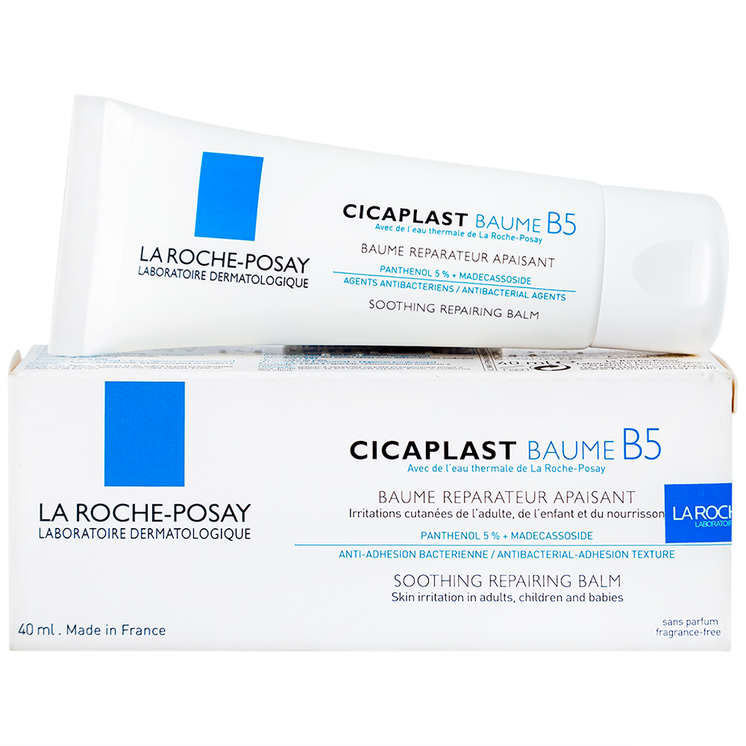 CICAPLAST BAUME B5
Avec de l'eau thermale de La Roche-Posay
BAUME REPARATEUR APAISANT
PANTHENOL 5 % + MADECASSOSIDE
AGENTS ANTIBACTERIENS / ANTIBACTERIAL AGENTS
SOOTHING REPAIRING BALM
LA ROCHE-POSAY
LABORATOIRE DERMATOLOGIQUE
CICAPLAST BAUME B5
Avec de l'eau thermale de La Roche-Posay
BAUME REPARATEUR APAISANT
Irritations cutanées de l'adulte, de l'enfant et du nourrisson
PANTHENOL 5 % + MADECASSOSIDE
ANTI-ADHESION BACTERIENNE / ANTIBACTERIAL-ADHESION TEXTURE
SOOTHING REPAIRING BALM
Skin irritation in adults, children and babies
LA ROCHE-POSAY
LABORATOIRE DERMATOLOGIQUE
LA ROCH
LABORATOIR
40 ml . Made in France
sans parfum
fragrance-free